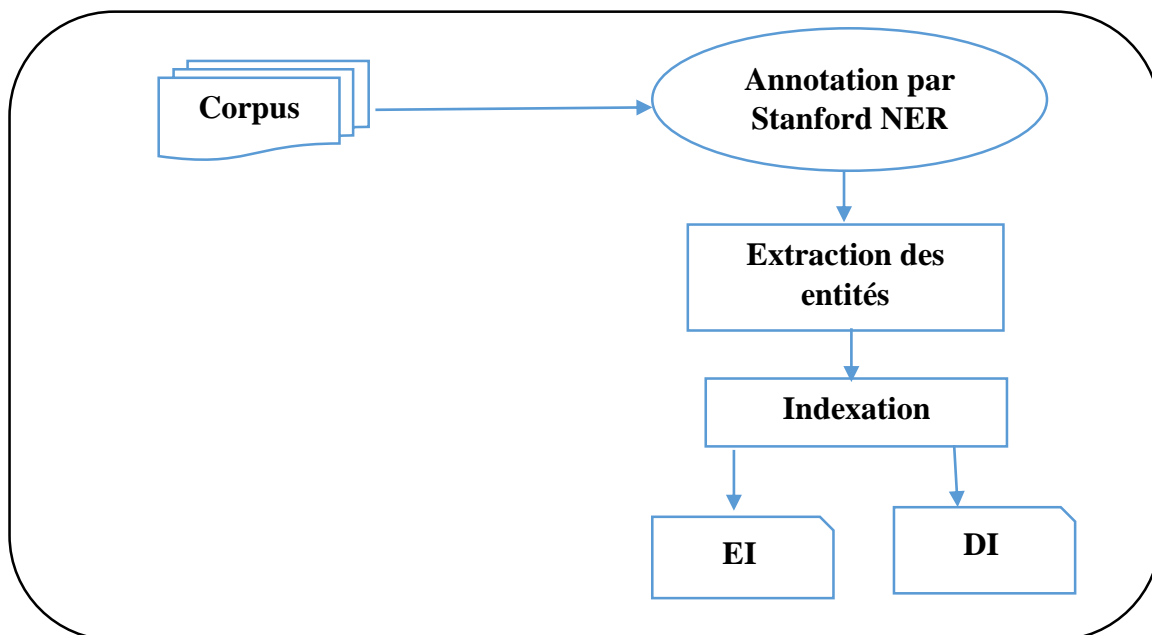 Corpus
Annotation par
Stanford NER
Extraction des
entités
Indexation
EI
DI